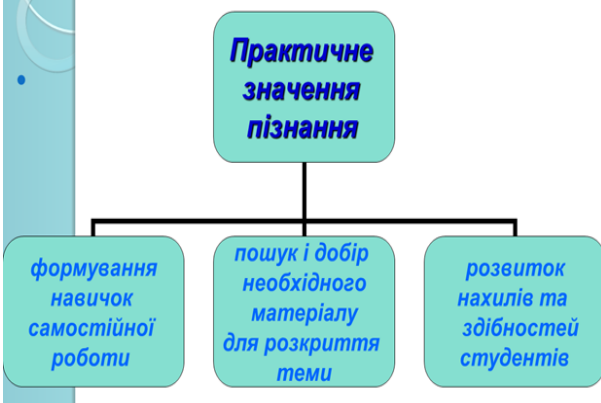 Практичне
значення
пізнання
формування
навичок
самостійної
роботи
пошук і добір
необхідного
матеріалу
для розкриття
теми
розвиток
нахилів та
здібностей
студентів